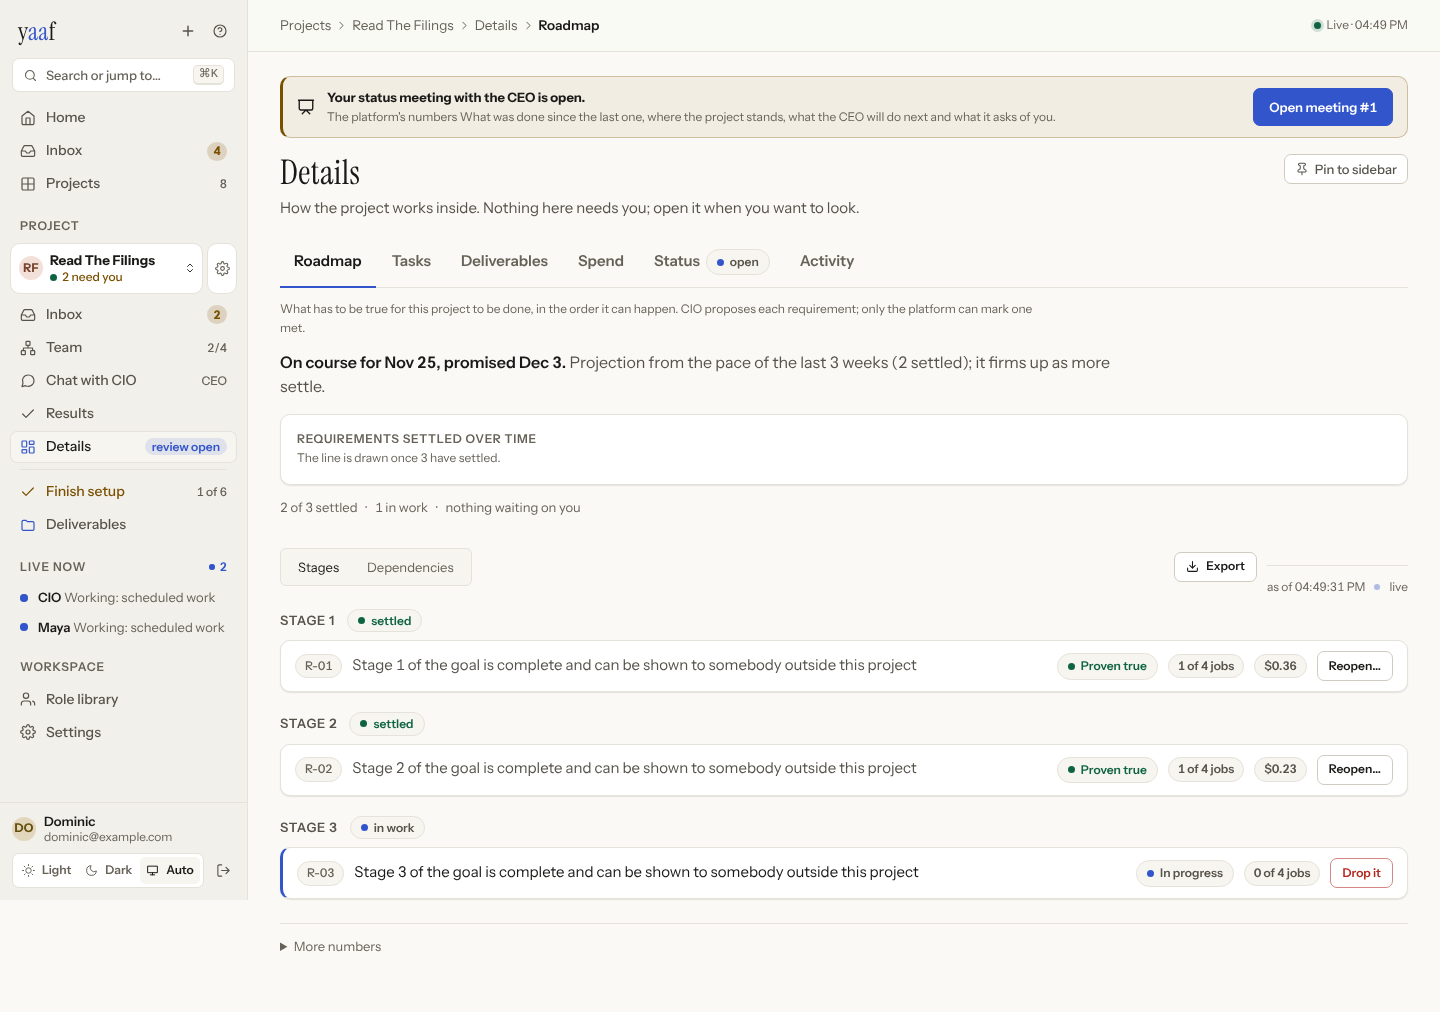 yaaf
Search or jump to...
⌘K
Home
Inbox
4
Projects
8
PROJECT
RF
Read The Filings
2 need you
Inbox
2
Team
2/4
Chat with CIO
CEO
Results
Details
review open
Finish setup
1 of 6
Deliverables
LIVE NOW
2
CIO Working: scheduled work
Maya Working: scheduled work
WORKSPACE
Role library
Settings
DO
Dominic
dominic@example.com
Light
Dark
Auto
Projects > Read The Filings > Details > Roadmap
Live · 04:49 PM
Your status meeting with the CEO is open.
The platform's numbers What was done since the last one, where the project stands, what the CEO will do next and what it asks of you.
Open meeting #1
Details
Pin to sidebar
How the project works inside. Nothing here needs you; open it when you want to look.
Roadmap
Tasks
Deliverables
Spend
Status
open
Activity
What has to be true for this project to be done, in the order it can happen. CIO proposes each requirement; only the platform can mark one
met.
On course for Nov 25, promised Dec 3. Projection from the pace of the last 3 weeks (2 settled); it firms up as more
settle.
REQUIREMENTS SETTLED OVER TIME
The line is drawn once 3 have settled.
2 of 3 settled · 1 in work · nothing waiting on you
Stages
Dependencies
Export
as of 04:49:31 PM
live
STAGE 1
settled
R-01
Stage 1 of the goal is complete and can be shown to somebody outside this project
Proven true
1 of 4 jobs
$0.36
Reopen...
STAGE 2
settled
R-02
Stage 2 of the goal is complete and can be shown to somebody outside this project
Proven true
1 of 4 jobs
$0.23
Reopen...
STAGE 3
in work
R-03
Stage 3 of the goal is complete and can be shown to somebody outside this project
In progress
0 of 4 jobs
Drop it
More numbers